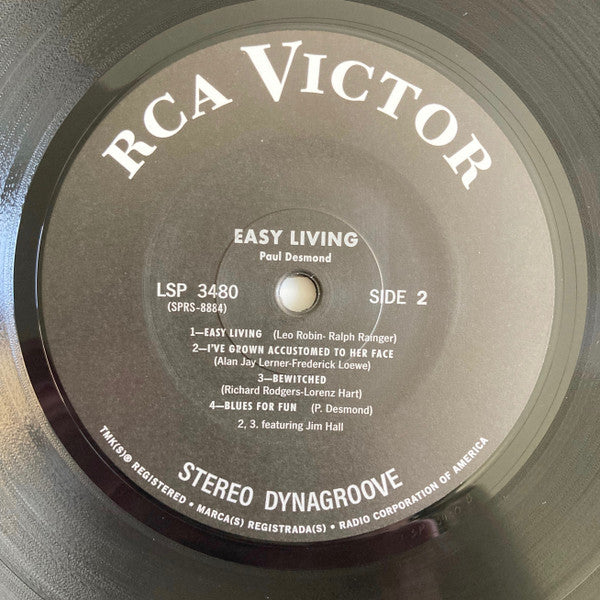 RCA VICTOR
EASY LIVING
Paul Desmond
LSP 3480 SIDE 2
(SPRS-8884)
1—EASY LIVING (Leo Robin- Ralph Rainger)
2—I'VE GROWN ACCUSTOMED TO HER FACE
(Alan Jay Lerner-Frederick Loewe)
3—BEWITCHED
(Richard Rodgers-Lorenz Hart)
4—BLUES FOR FUN (P. Desmond)
2, 3. featuring Jim Hall
STEREO DYNAGROOVE
TMK(S)® REGISTERED • MARCA(S) REGISTRADA(S) • RADIO CORPORATION OF AMERICA